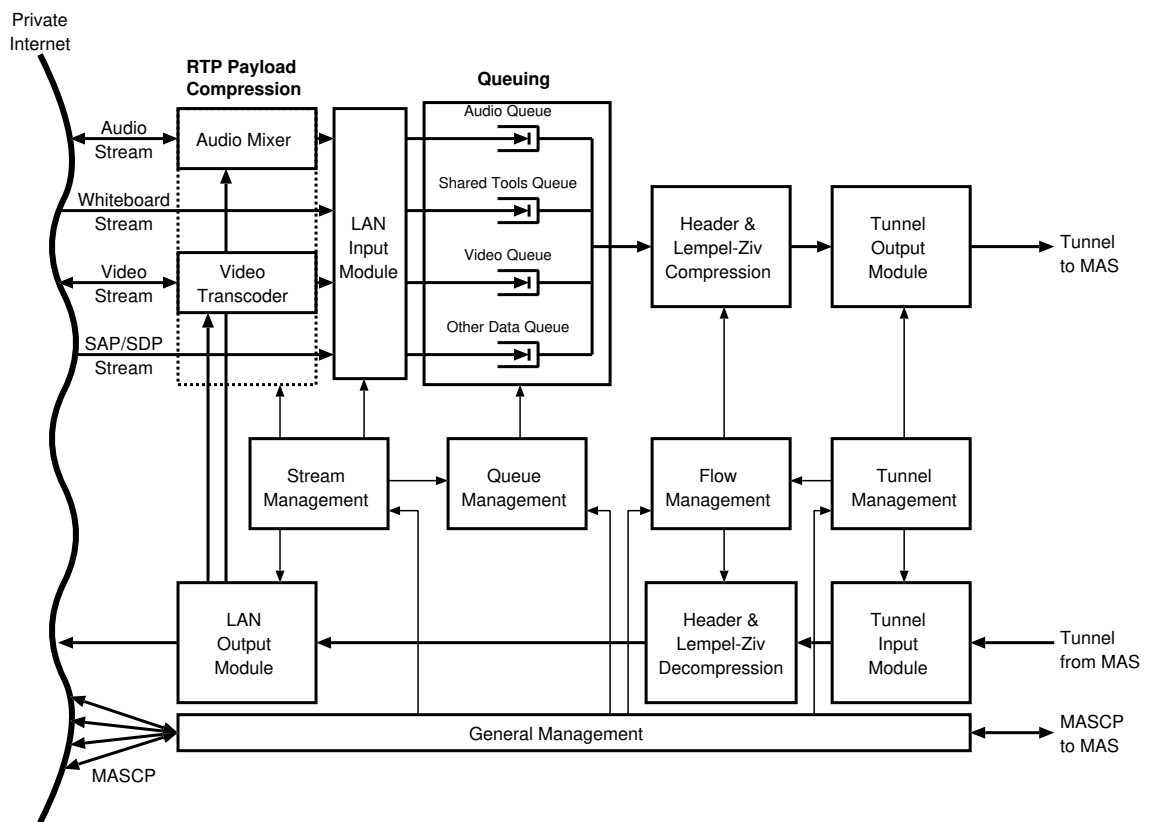 Private
Internet
RTP Payload
Compression
Queuing
Audio
Stream
Audio Mixer
Audio Queue
Whiteboard
Stream
LAN
Input
Module
Shared Tools Queue
Header &
Lempel-Ziv
Compression
Tunnel
Output
Module
Tunnel
to MAS
Video
Stream
Video
Transcoder
Video Queue
SAP/SDP
Stream
Other Data Queue
Stream
Management
Queue
Management
Flow
Management
Tunnel
Management
LAN
Output
Module
Header &
Lempel-Ziv
Decompression
Tunnel
Input
Module
Tunnel
from MAS
General Management
MASCP
to MAS
MASCP